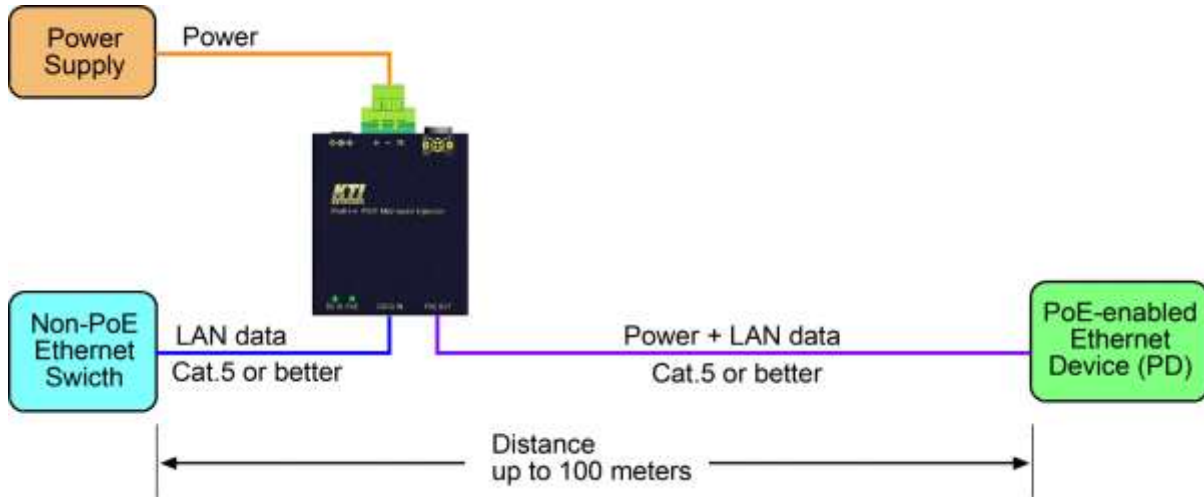 Power
Supply
Power
KTI
Non-PoE
Ethernet
Swicth
LAN data
Cat.5 or better
Power + LAN data
Cat.5 or better
PoE-enabled
Ethernet
Device (PD)
Distance
up to 100 meters